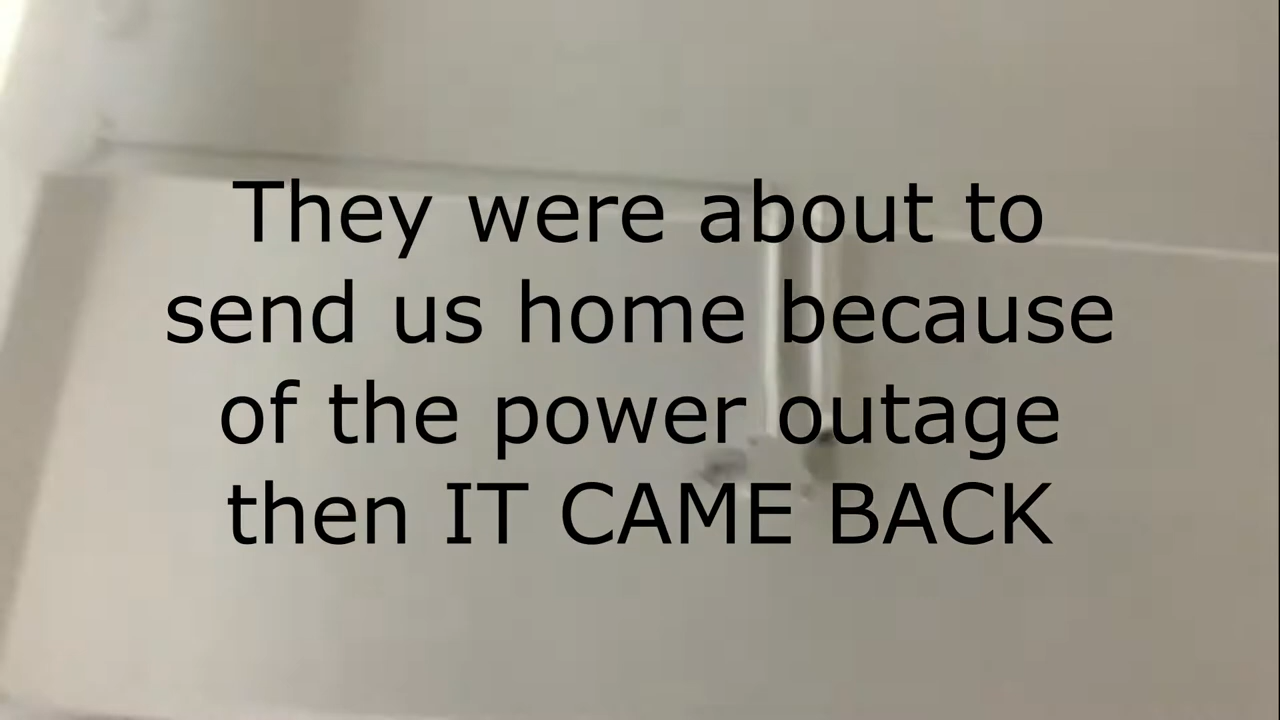 They were about to
send us home because
of the power outage
then IT CAME BACK